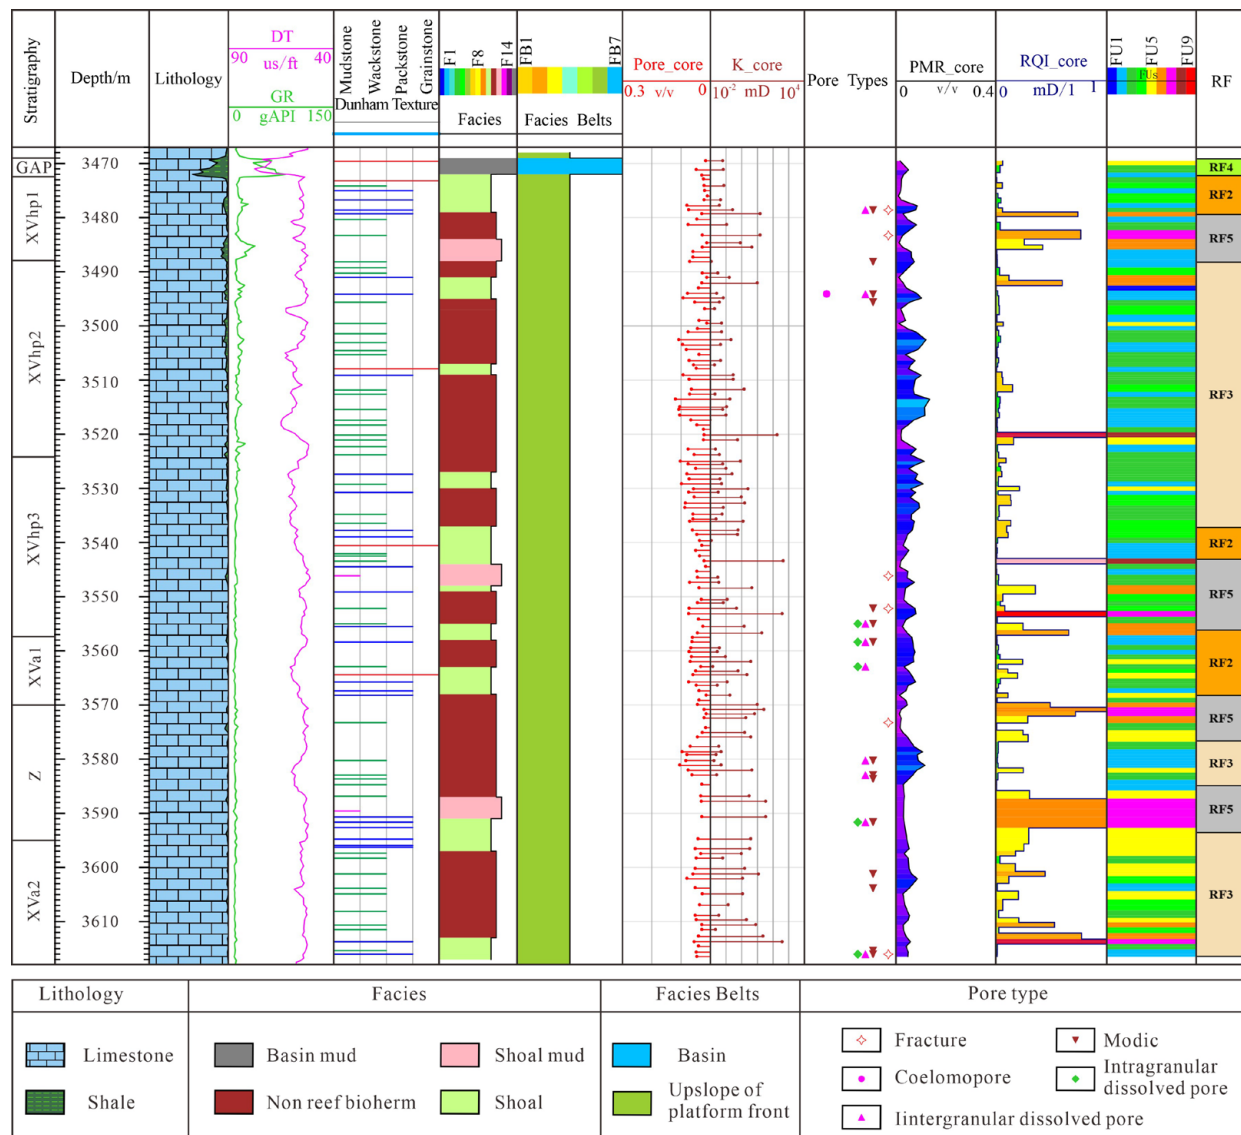 Stratigraphy
Depth/m
Lithology
DT
90 40
us/ft
GR
0 150
gAPI
Mudstone
Wackstone
Packstone
Grainstone
Dunham Texture
F1
F8
F14
Facies
FB1
FB7
Facies Belts
Pore_core
0.3 v/v 0
K_core
10⁻² mD 10⁴
Pore Types
PMR_core
0 v/v 0.4
RQI_core
0 mD/1 1
FU1
FU5
FU9
FUs
RF
GAP
XVhp1
XVhp2
XVhp3
XVa1
Z
XVa2
3470
3480
3490
3500
3510
3520
3530
3540
3550
3560
3570
3580
3590
3600
3610
RF4
RF2
RF5
RF3
RF2
RF5
RF2
RF5
RF3
RF5
RF3
Lithology
Limestone
Shale
Facies
Basin mud
Shoal mud
Non reef bioherm
Shoal
Facies Belts
Basin
Upslope of
platform front
Pore type
Fracture
Modic
Coelomopore
Intragranular
dissolved pore
Iintergranular dissolved pore